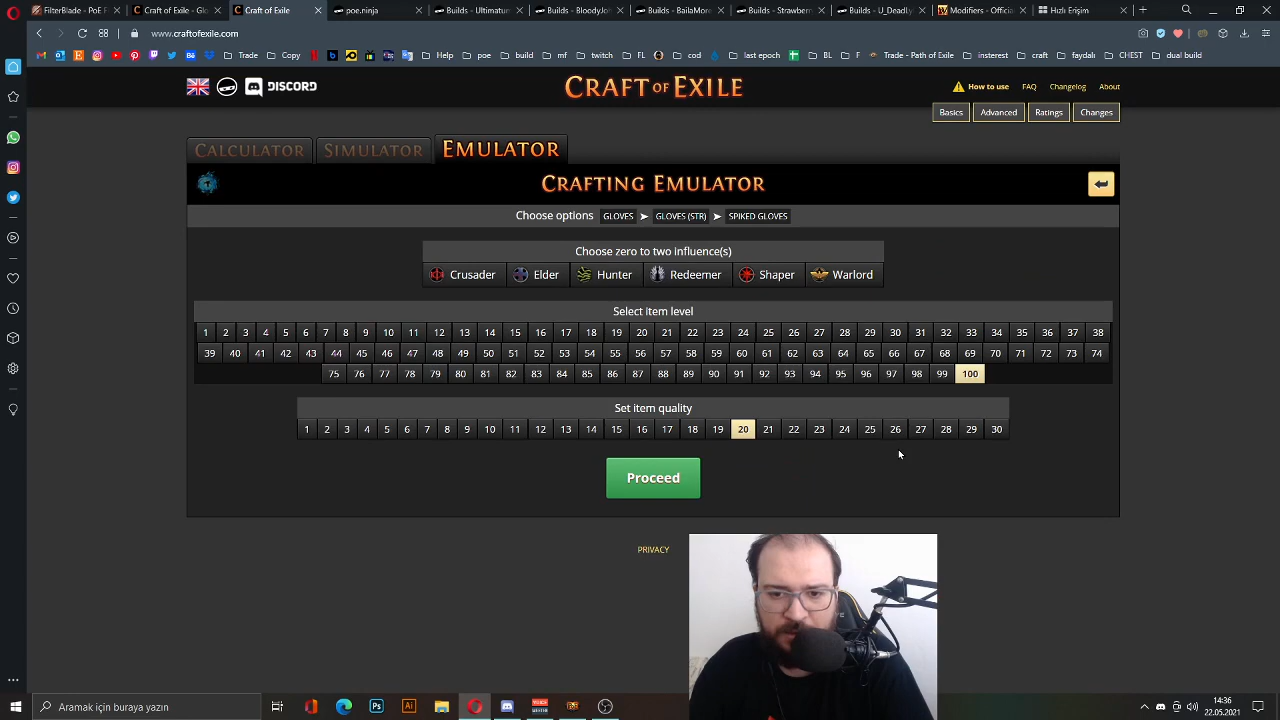 FilterBlade - PoE F
Craft of Exile - Glo
Craft of Exile
poe.ninja
Builds - Ultimatum
Builds - BloodyJol
Builds - BailaMore
Builds - Strawberr
Builds - U_DeadLy
Modifiers - Officia
Hızlı Erişim
www.craftofexile.com
Trade
Copy
Help
build
mf
twitch
FL
cod
last epoch
BL
F
Trade - Path of Exile
insterest
craft
faydalı
CHEST
dual build
DISCORD
CRAFT OF EXILE
How to use
FAQ
Changelog
About
Basics
Advanced
Ratings
Changes
CALCULATOR
SIMULATOR
EMULATOR
CRAFTING EMULATOR
Choose options GLOVES GLOVES (STR) SPIKED GLOVES
Choose zero to two influence(s)
Crusader Elder Hunter Redeemer Shaper Warlord
Select item level
1 2 3 4 5 6 7 8 9 10 11 12 13 14 15 16 17 18 19 20 21 22 23 24 25 26 27 28 29 30 31 32 33 34 35 36 37 38
39 40 41 42 43 44 45 46 47 48 49 50 51 52 53 54 55 56 57 58 59 60 61 62 63 64 65 66 67 68 69 70 71 72 73 74
75 76 77 78 79 80 81 82 83 84 85 86 87 88 89 90 91 92 93 94 95 96 97 98 99 100
Set item quality
1 2 3 4 5 6 7 8 9 10 11 12 13 14 15 16 17 18 19 20 21 22 23 24 25 26 27 28 29 30
Proceed
PRIVACY
Aramak için buraya yazın
14:36
22.05.2021